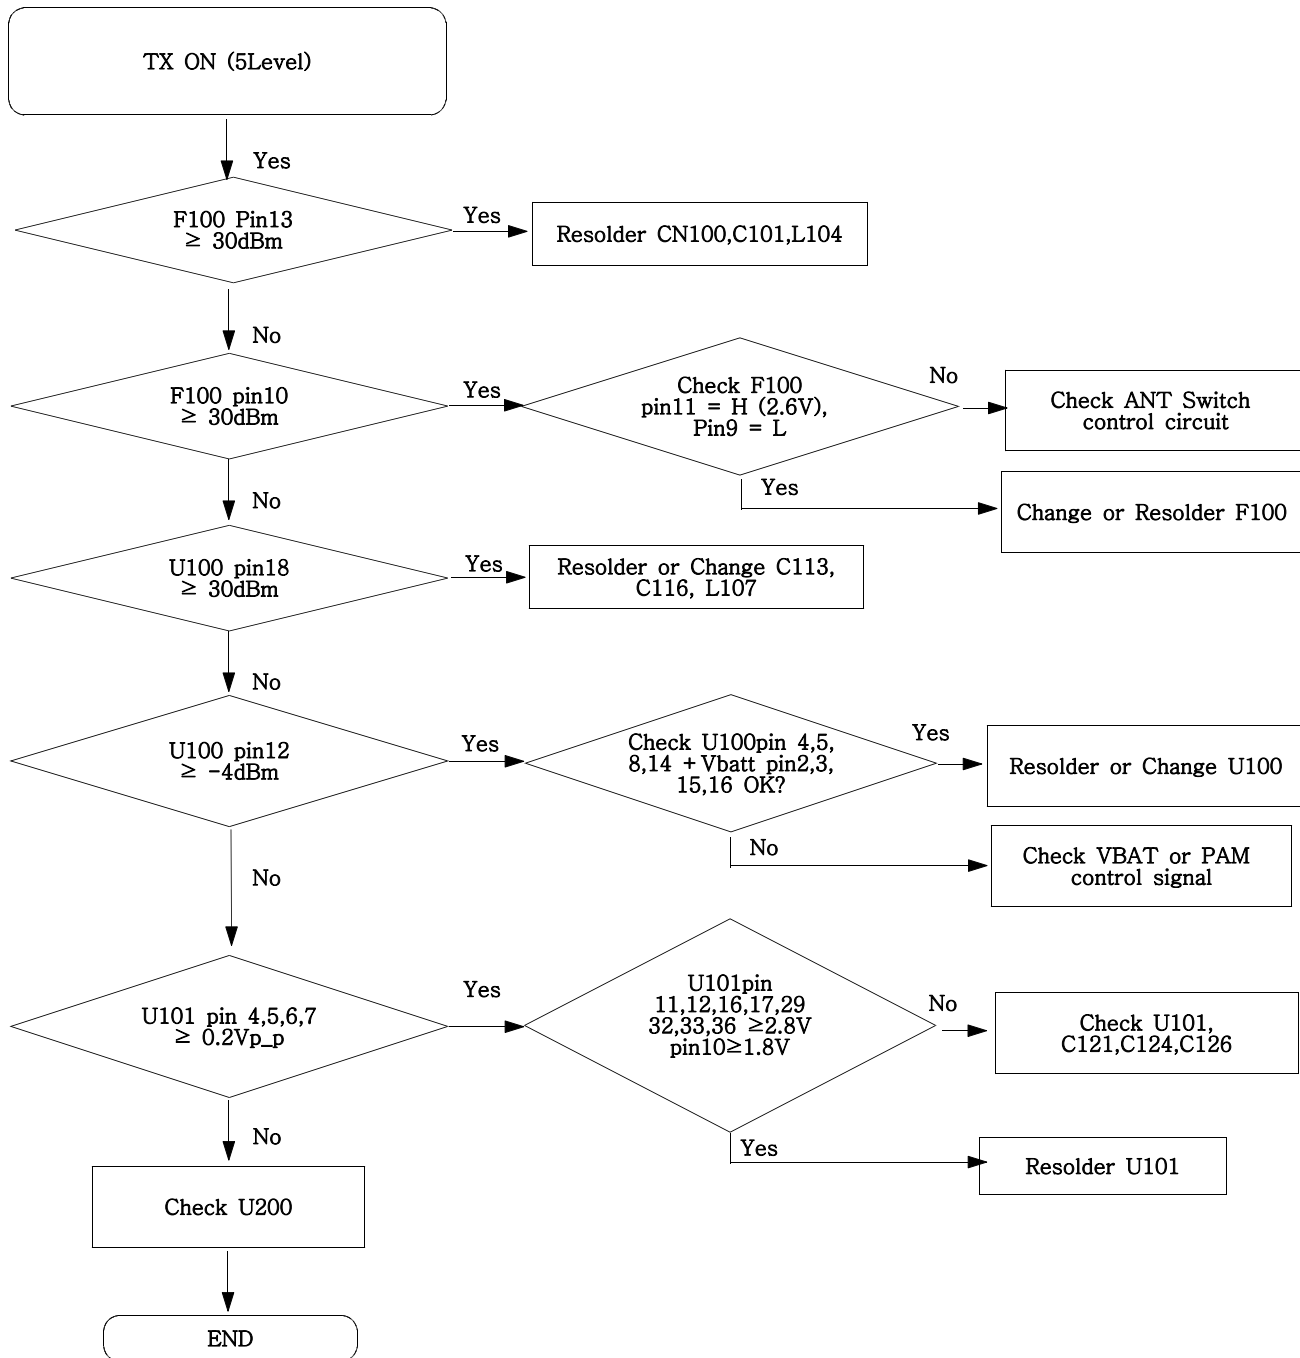 TX ON (5Level)
Yes
F100 Pin13
≥ 30dBm
Yes
Resolder CN100,C101,L104
No
F100 pin10
≥ 30dBm
Yes
Check F100
pin11 = H (2.6V),
Pin9 = L
No
Check ANT Switch
control circuit
Yes
Change or Resolder F100
No
U100 pin18
≥ 30dBm
Yes
Resolder or Change C113,
C116, L107
No
U100 pin12
≥ -4dBm
Yes
Check U100pin 4,5,
8,14 +Vbatt pin2,3,
15,16 OK?
Yes
Resolder or Change U100
No
Check VBAT or PAM
control signal
No
U101 pin 4,5,6,7
≥ 0.2Vp_p
Yes
U101pin
11,12,16,17,29
32,33,36 ≥2.8V
pin10≥1.8V
No
Check U101,
C121,C124,C126
Yes
Resolder U101
No
Check U200
END